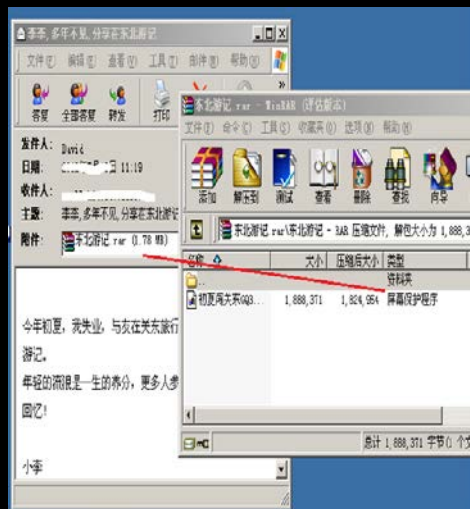 李李,多年不见,分享在东北游记
文件(F) 编辑(E) 查看(V) 工具(T) 邮件(M) 帮助(H)
答复 全部答复 转发 打印
发件人: David
日期: 11:19
收件人:
主题: 李李,多年不见,分享在东北游记
附件: 东北游记.rar (1.78 MB)
今年初夏,我失业,与友在关东旅行
游记。
年轻的流浪是一生的养分,更多人参
回忆!
小李
东北游记.rar - WinRAR (评估版本)
文件(F) 命令(C) 工具(S) 收藏夹(O) 选项(N) 帮助(H)
添加 解压到 测试 查看 删除 查找 向导
东北游记.rar\东北游记 - RAR 压缩文件, 解包大小为 1,888,3
名称 大小 压缩后大小 类型
.. 资料夹
初夏闯关东GQ3... 1,888,371 1,824,954 屏幕保护程序
总计 1,888,371 字节(1 个文